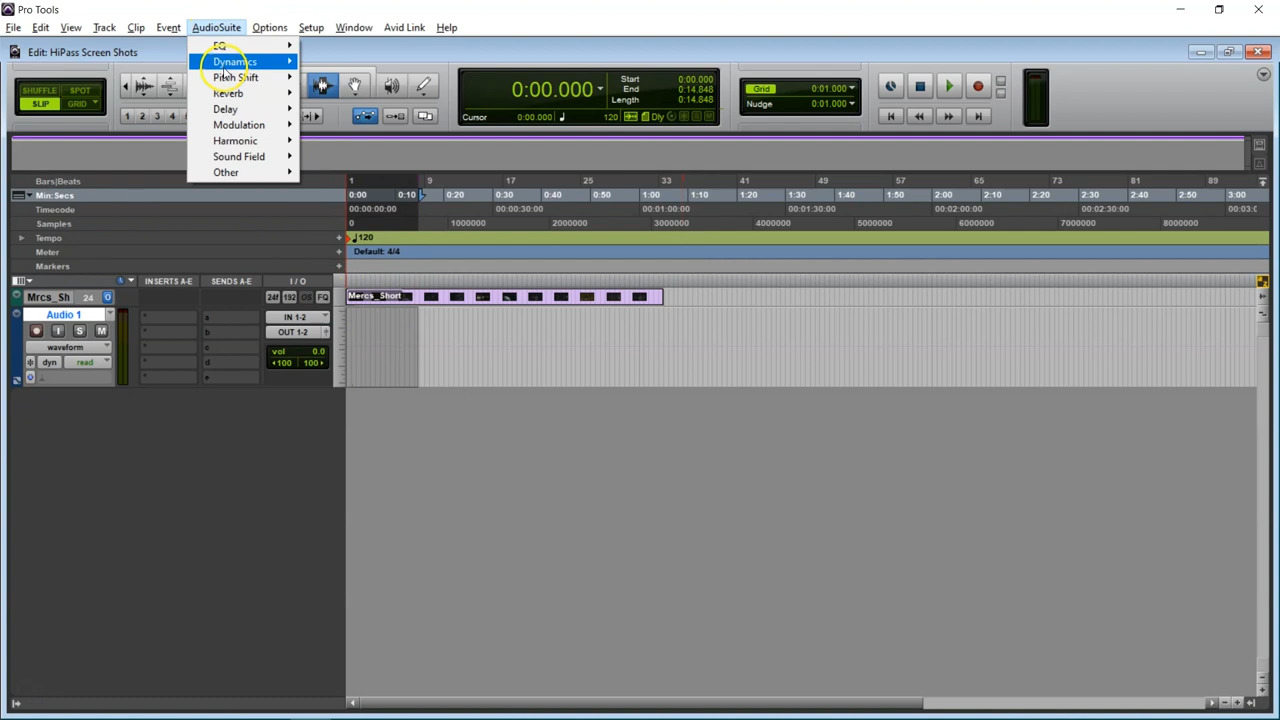 Pro Tools
File Edit View Track Clip Event AudioSuite Options Setup Window Avid Link Help
Edit: HiPass Screen Shots
EQ
Dynamics
Pitch Shift
Reverb
Delay
Modulation
Harmonic
Sound Field
Other
SHUFFLE SPOT
SLIP GRID
1 2 3 4
0:00.000
Start 0:00.000
End 0:14.848
Length 0:14.848
Cursor 0:00.000 120 Dly
Grid 0:01.000
Nudge 0:01.000
Bars|Beats 1 9 17 25 33 41 49 57 65 73 81 89
Min:Secs 0:00 0:10 0:20 0:30 0:40 0:50 1:00 1:10 1:20 1:30 1:40 1:50 2:00 2:10 2:20 2:30 2:40 2:50 3:00
Timecode 00:00:00:00 00:00:30:00 00:01:00:00 00:01:30:00 00:02:00:00 00:02:30:00 00:03:0
Samples 0 1000000 2000000 3000000 4000000 5000000 6000000 7000000 8000000
Tempo 120
Meter Default: 4/4
Markers
INSERTS A-E SENDS A-E I / O
Mrcs_Sh 24 O 24f 192 OS FQ Mercs_Short
Audio 1 a IN 1-2
I S M b OUT 1-2
waveform c vol 0.0
dyn read d 100 100
e